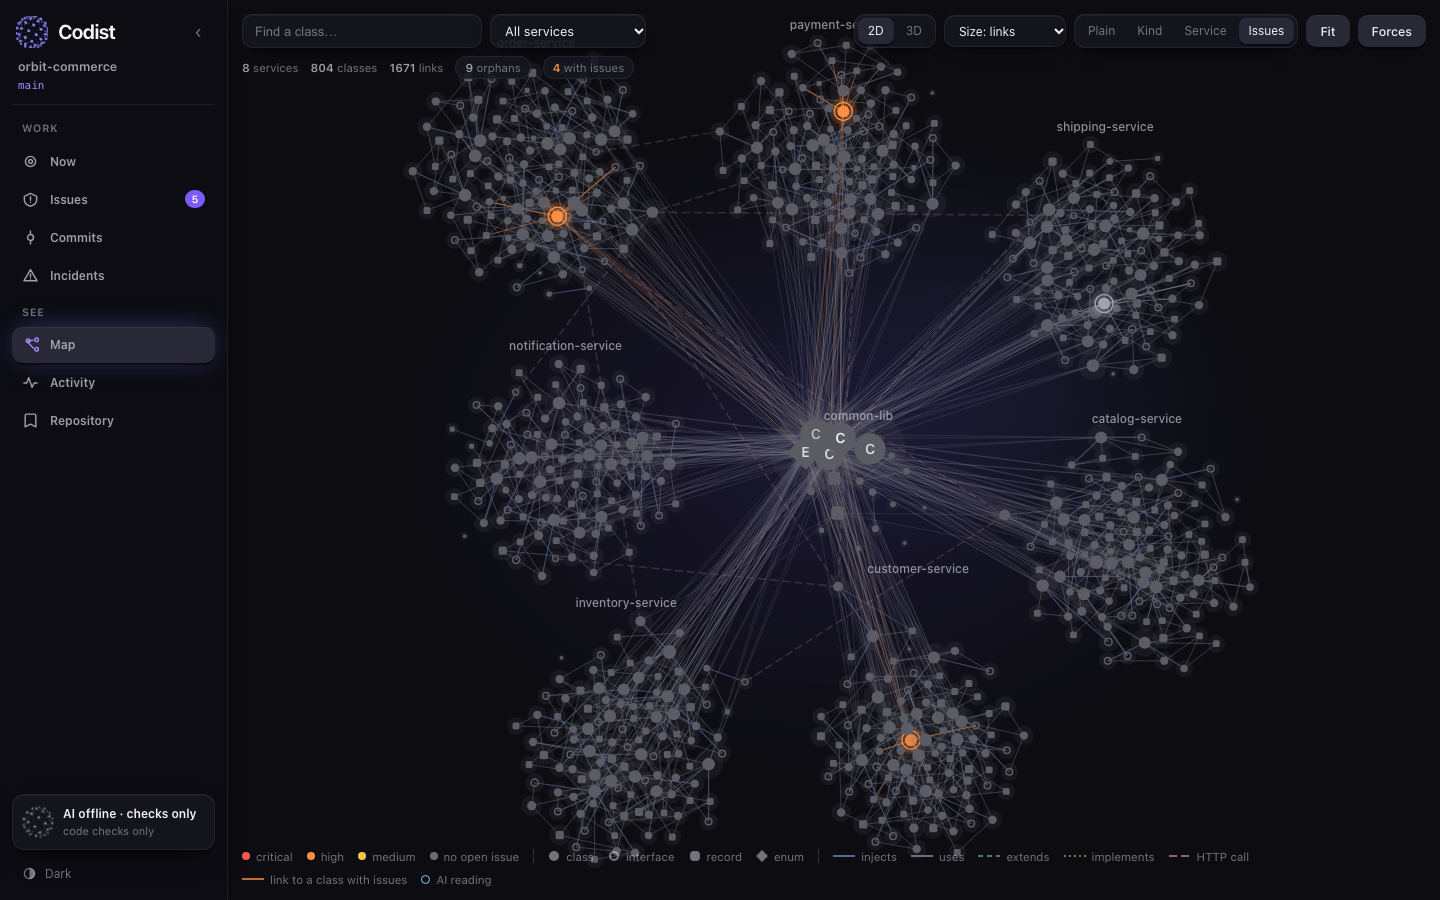 Codist
orbit-commerce
main
WORK
Now
Issues
5
Commits
Incidents
SEE
Map
Activity
Repository
AI offline · checks only
code checks only
Dark
Find a class...
All services
2D
3D
Size: links
Plain
Kind
Service
Issues
Fit
Forces
8 services
804 classes
1671 links
9 orphans
4 with issues
order-service
shipping-service
notification-service
common-lib
catalog-service
customer-service
inventory-service
C
C
E
C
C
critical
high
medium
no open issue
class
interface
record
enum
injects
uses
extends
implements
HTTP call
link to a class with issues
AI reading